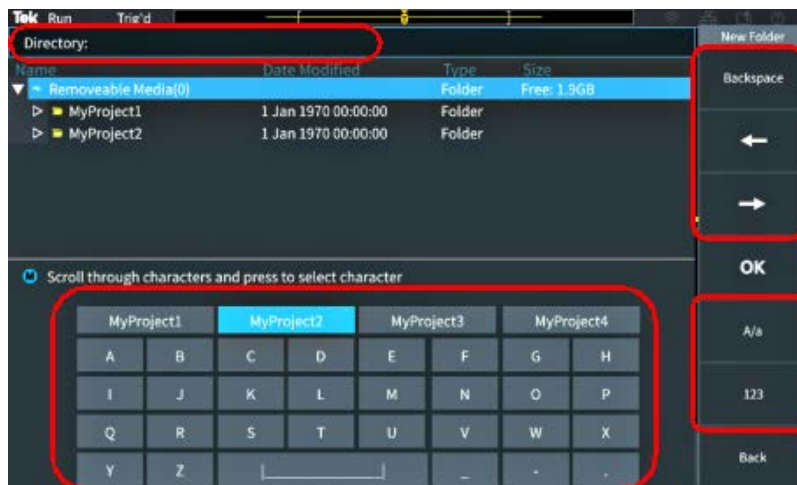 Tek Run Trig'd
New Folder
Directory:
Name Date Modified Type Size
Removeable Media(0) Folder Free: 1.9GB
MyProject1 1 Jan 1970 00:00:00 Folder
MyProject2 1 Jan 1970 00:00:00 Folder
Backspace
OK
A/a
123
Back
M Scroll through characters and press to select character
MyProject1 MyProject2 MyProject3 MyProject4
A B C D E F G H
I J K L M N O P
Q R S T U V W X
Y Z _ - .